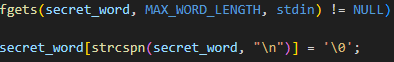 fgets(secret_word, MAX_WORD_LENGTH, stdin) != NULL)
secret_word[strcspn(secret_word, "\n")] = '\0';